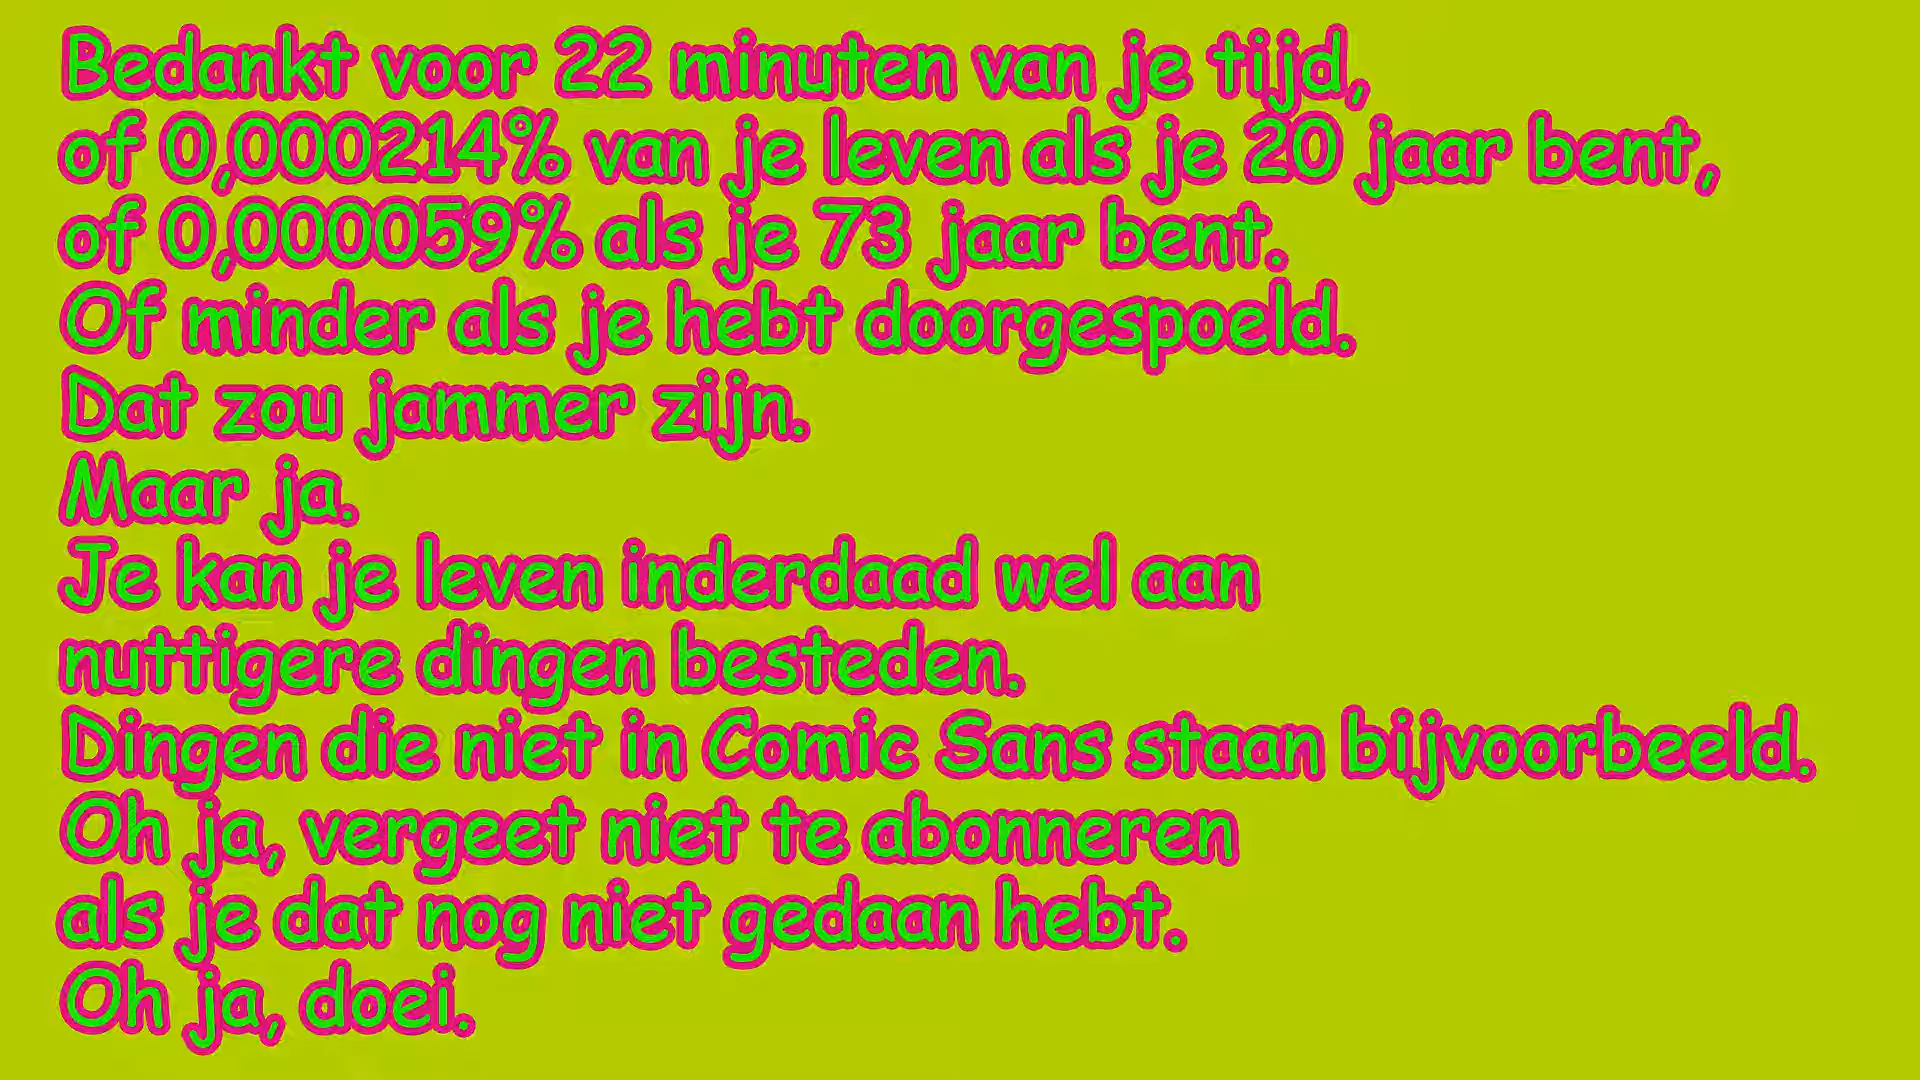 Bedankt voor 22 minuten van je tijd,
of 0,000214% van je leven als je 20 jaar bent,
of 0,000059% als je 73 jaar bent.
Of minder als je hebt doorgespoeld.
Dat zou jammer zijn.
Maar ja.
Je kan je leven inderdaad wel aan
nuttigere dingen besteden.
Dingen die niet in Comic Sans staan bijvoorbeeld.
Oh ja, vergeet niet te abonneren
als je dat nog niet gedaan hebt.
Oh ja, doei.